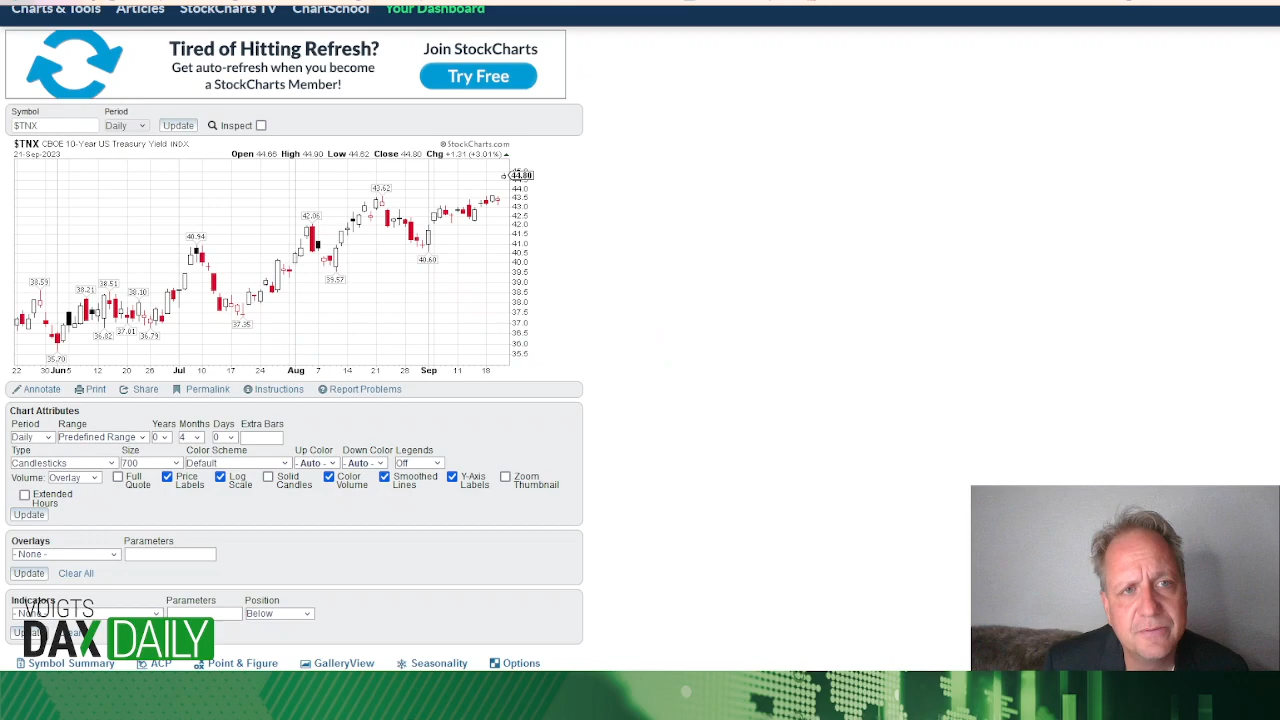 Charts & Tools Articles StockCharts TV ChartSchool Your Dashboard
Tired of Hitting Refresh?
Get auto-refresh when you become
a StockCharts Member!
Join StockCharts
Try Free
Symbol Period
$TNX Daily Update Inspect
$TNX CBOE 10-Year US Treasury Yield INDX ©StockCharts.com
21-Sep-2023 Open 44.66 High 44.90 Low 44.62 Close 44.80 Chg +1.31 (+3.01%)
44.80
44.0
43.5
43.0
42.5
42.0
41.5
41.0
40.5
40.0
39.5
39.0
38.5
38.0
37.5
37.0
36.5
36.0
35.5
43.62
42.06
40.94
40.60
39.57
38.59
38.21
38.51
38.10
36.82
37.01
36.79
37.35
35.70
22 30 Jun 5 12 20 26 Jul 10 17 24 Aug 7 14 21 28 Sep 11 18
Annotate Print Share Permalink Instructions Report Problems
Chart Attributes
Period Range Years Months Days Extra Bars
Daily Predefined Range 0 4 0
Type Size Color Scheme Up Color Down Color Legends
Candlesticks 700 Default - Auto - - Auto - Off
Volume: Overlay Full Quote Price Labels Log Scale Solid Candles Color Volume Smoothed Lines Y-Axis Labels Zoom Thumbnail
Extended Hours
Update
Overlays Parameters
- None -
Update Clear All
Indicators Parameters Position
Below
VOIGTS
DAX DAILY
Symbol Summary ACP Point & Figure GalleryView Seasonality Options